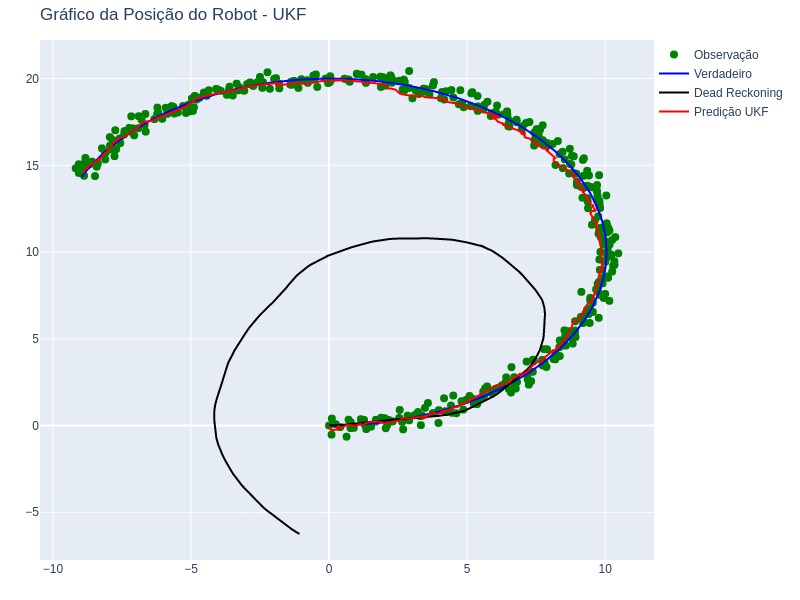 Gráfico da Posição do Robot - UKF
Observação
Verdadeiro
Dead Reckoning
Predição UKF
20
15
10
5
0
−5
−10
−5
0
5
10